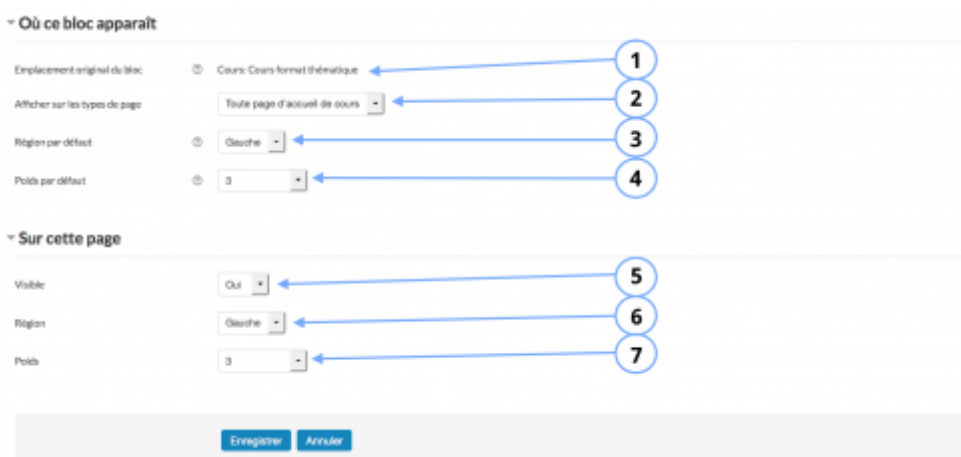 Où ce bloc apparaît
Emplacement original du bloc Cours: Cours format thématique 1
Afficher sur les types de page Toute page d'accueil de cours 2
Région par défaut Gauche 3
Poids par défaut 3 4
Sur cette page
Visible Oui 5
Région Gauche 6
Poids 3 7
Enregistrer Annuler